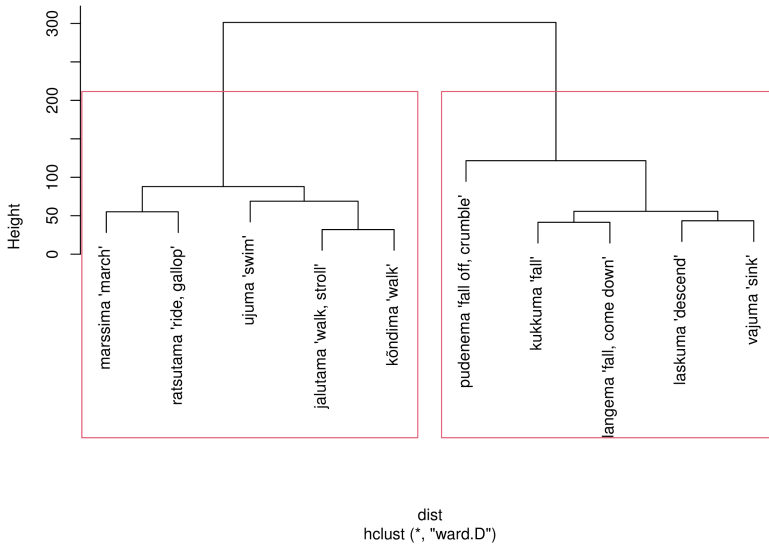 300
200
100
50
0
Height
marssima 'march'
ratsutama 'ride, gallop'
ujuma 'swim'
jalutama 'walk, stroll'
kõndima 'walk'
pudenema 'fall off, crumble'
kukkuma 'fall'
langema 'fall, come down'
laskuma 'descend'
vajuma 'sink'
dist
hclust (*, "ward.D")